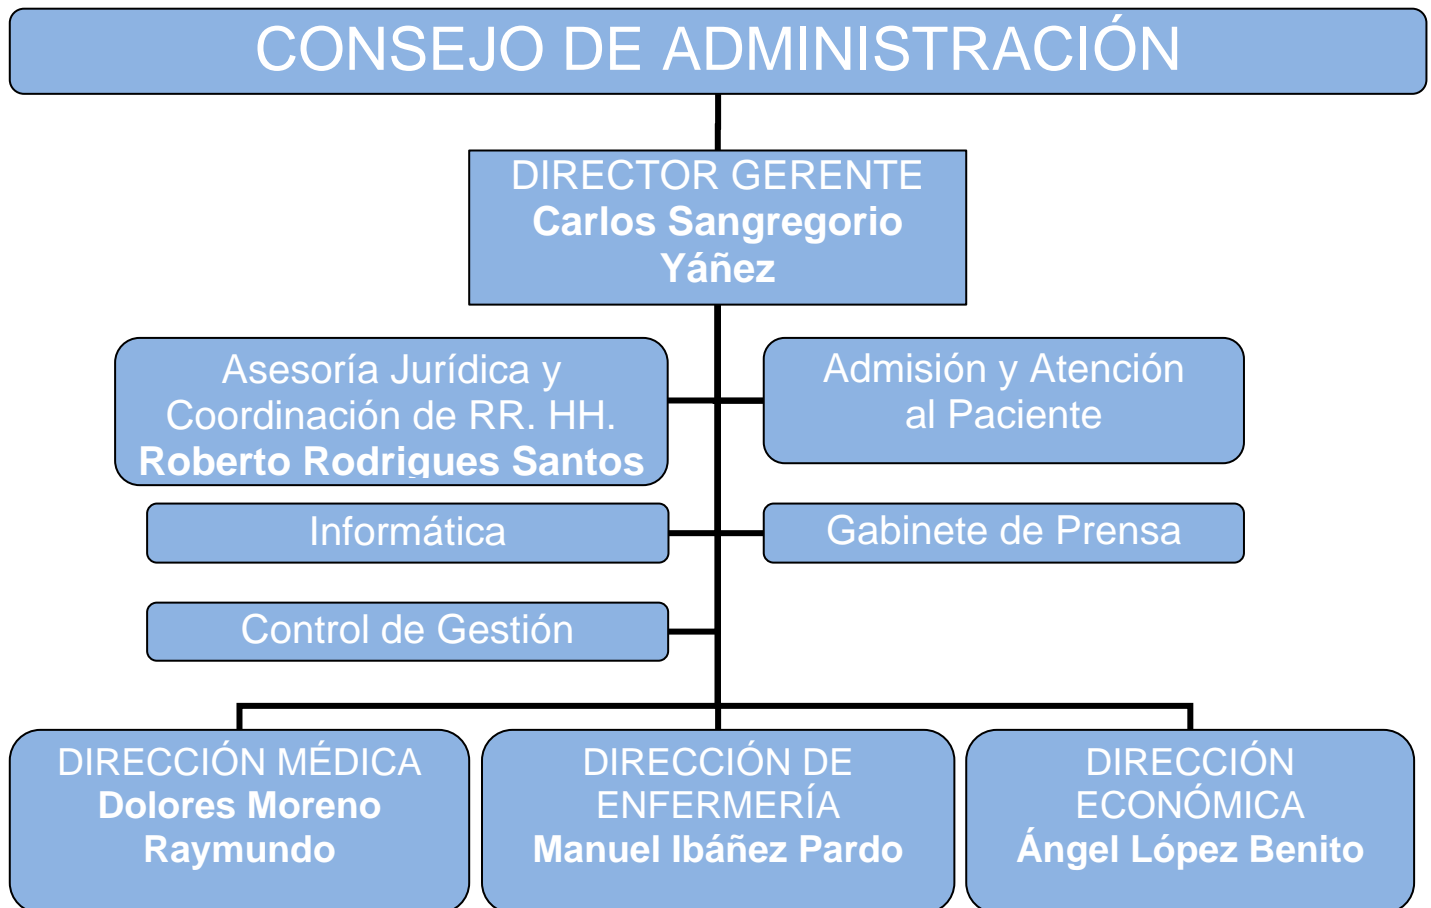 CONSEJO DE ADMINISTRACIÓN
DIRECTOR GERENTE
Carlos Sangregorio
Yáñez
Asesoría Jurídica y
Coordinación de RR. HH.
Roberto Rodrigues Santos
Admisión y Atención
al Paciente
Informática
Gabinete de Prensa
Control de Gestión
DIRECCIÓN MÉDICA
Dolores Moreno
Raymundo
DIRECCIÓN DE
ENFERMERÍA
Manuel Ibáñez Pardo
DIRECCIÓN
ECONÓMICA
Ángel López Benito